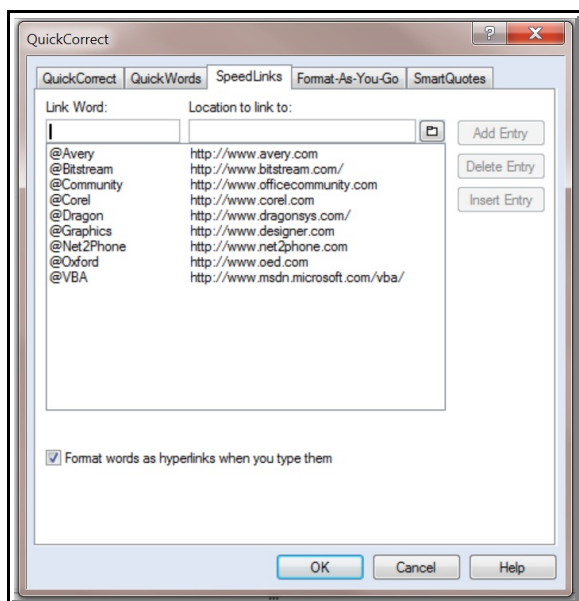 QuickCorrect
QuickCorrect QuickWords SpeedLinks Format-As-You-Go SmartQuotes
Link Word: Location to link to:
Add Entry
@Avery http://www.avery.com
@Bitstream http://www.bitstream.com/
@Community http://www.officecommunity.com
@Corel http://www.corel.com
@Dragon http://www.dragonsys.com/
@Graphics http://www.designer.com
@Net2Phone http://www.net2phone.com
@Oxford http://www.oed.com
@VBA http://www.msdn.microsoft.com/vba/
Delete Entry
Insert Entry
Format words as hyperlinks when you type them
OK Cancel Help